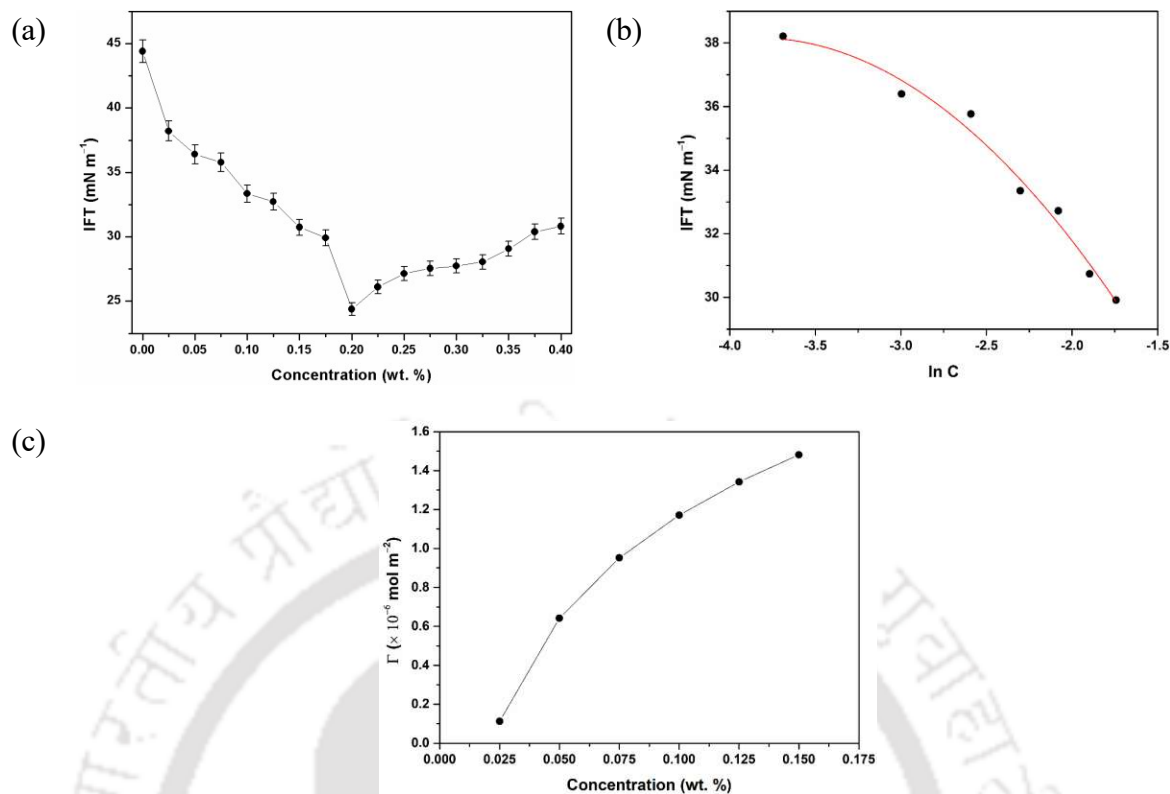 (a)
45
40
35
30
25
IFT (mN m⁻¹)
0.00 0.05 0.10 0.15 0.20 0.25 0.30 0.35 0.40
Concentration (wt. %)
(b)
38
36
34
32
30
IFT (mN m⁻¹)
-4.0 -3.5 -3.0 -2.5 -2.0 -1.5
ln C
(c)
1.6
1.4
1.2
1.0
0.8
0.6
0.4
0.2
0.0
Γ (× 10⁻⁶ mol m⁻²)
0.000 0.025 0.050 0.075 0.100 0.125 0.150 0.175
Concentration (wt. %)